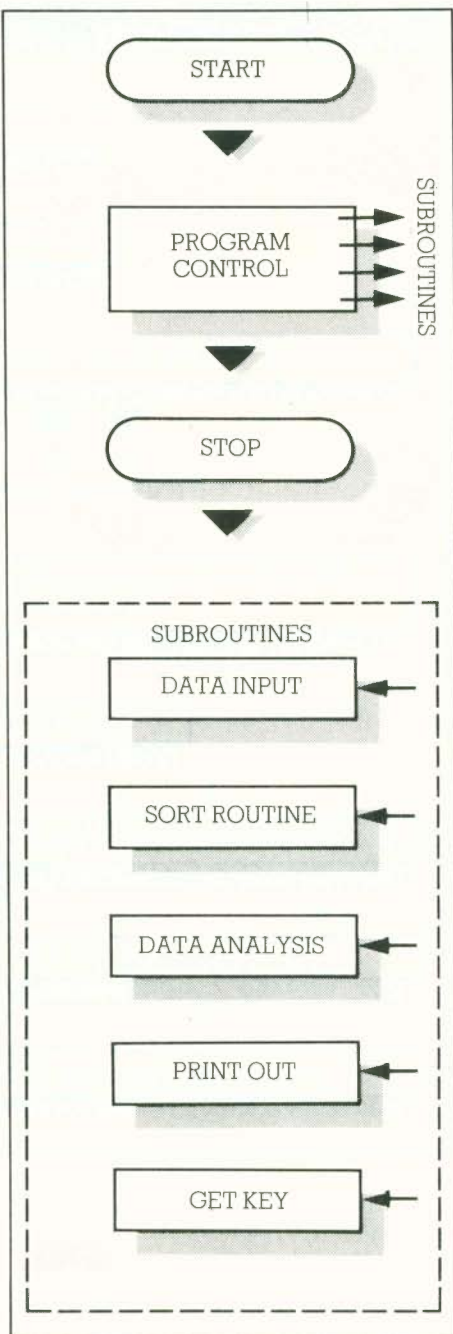 START
PROGRAM
CONTROL
SUBROUTINES
STOP
SUBROUTINES
DATA INPUT
SORT ROUTINE
DATA ANALYSIS
PRINT OUT
GET KEY